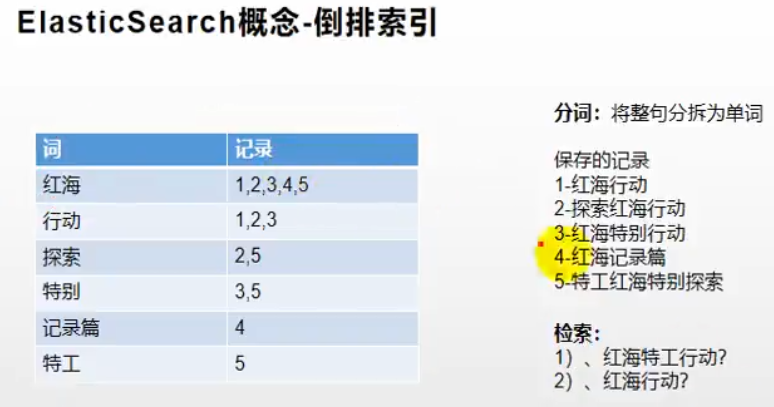 ElasticSearch概念-倒排索引
词 记录
红海 1,2,3,4,5
行动 1,2,3
探索 2,5
特别 3,5
记录篇 4
特工 5
分词：将整句分拆为单词
保存的记录
1-红海行动
2-探索红海行动
3-红海特别行动
4-红海记录篇
5-特工红海特别探索
检索：
1）、红海特工行动?
2）、红海行动?